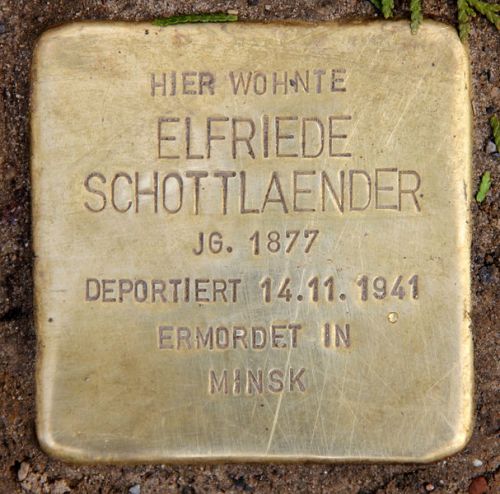 HIER WOHNTE
ELFRIEDE
SCHOTTLAENDER
JG. 1877
DEPORTIERT 14.11.1941
ERMORDET IN
MINSK